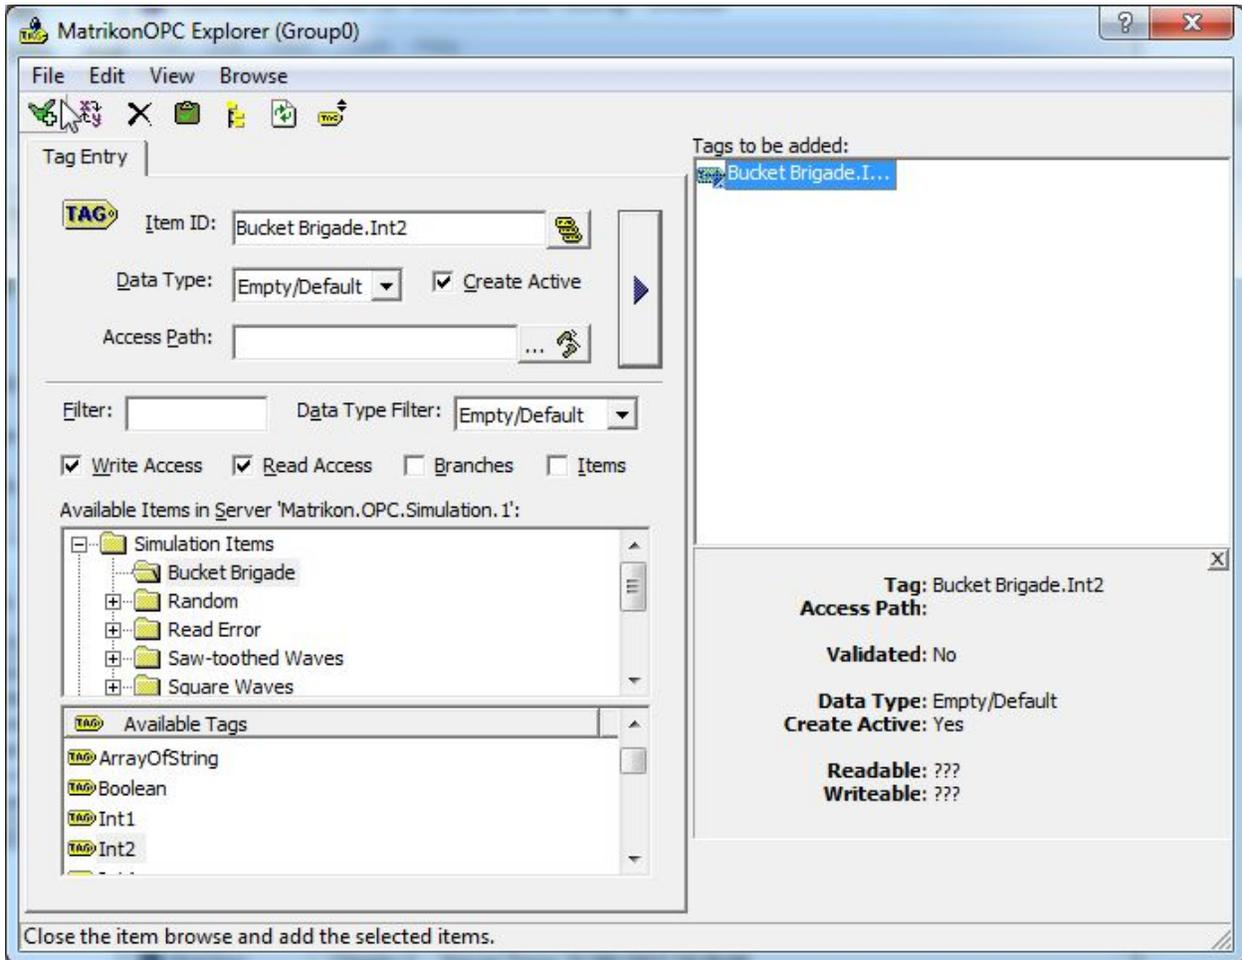 MatrikonOPC Explorer (Group0)
File Edit View Browse
Tag Entry
Tags to be added:
Bucket Brigade.I...
TAG Item ID: Bucket Brigade.Int2
Data Type: Empty/Default Create Active
Access Path: ...
Filter: Data Type Filter: Empty/Default
Write Access Read Access Branches Items
Available Items in Server 'Matrikon.OPC.Simulation.1':
Simulation Items
Bucket Brigade
Random
Read Error
Saw-toothed Waves
Square Waves
TAG Available Tags
TAG ArrayOfString
TAG Boolean
TAG Int1
TAG Int2
X
Tag: Bucket Brigade.Int2
Access Path:
Validated: No
Data Type: Empty/Default
Create Active: Yes
Readable: ???
Writeable: ???
Close the item browse and add the selected items.